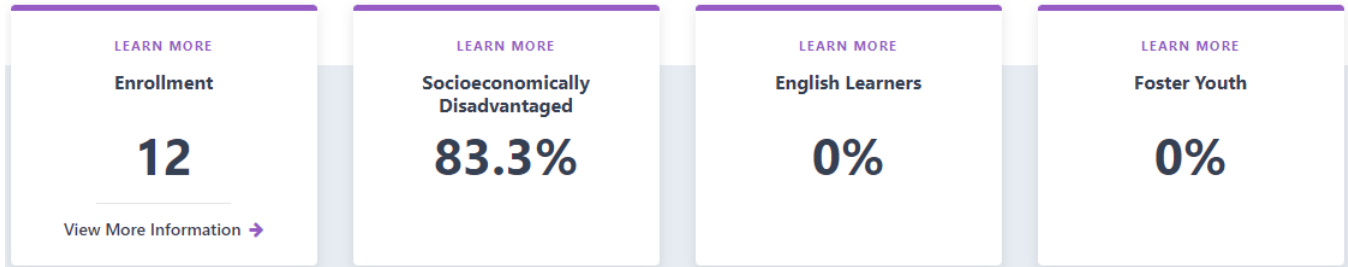 LEARN MORE
Enrollment
12
View More Information
LEARN MORE
Socioeconomically
Disadvantaged
83.3%
LEARN MORE
English Learners
0%
LEARN MORE
Foster Youth
0%